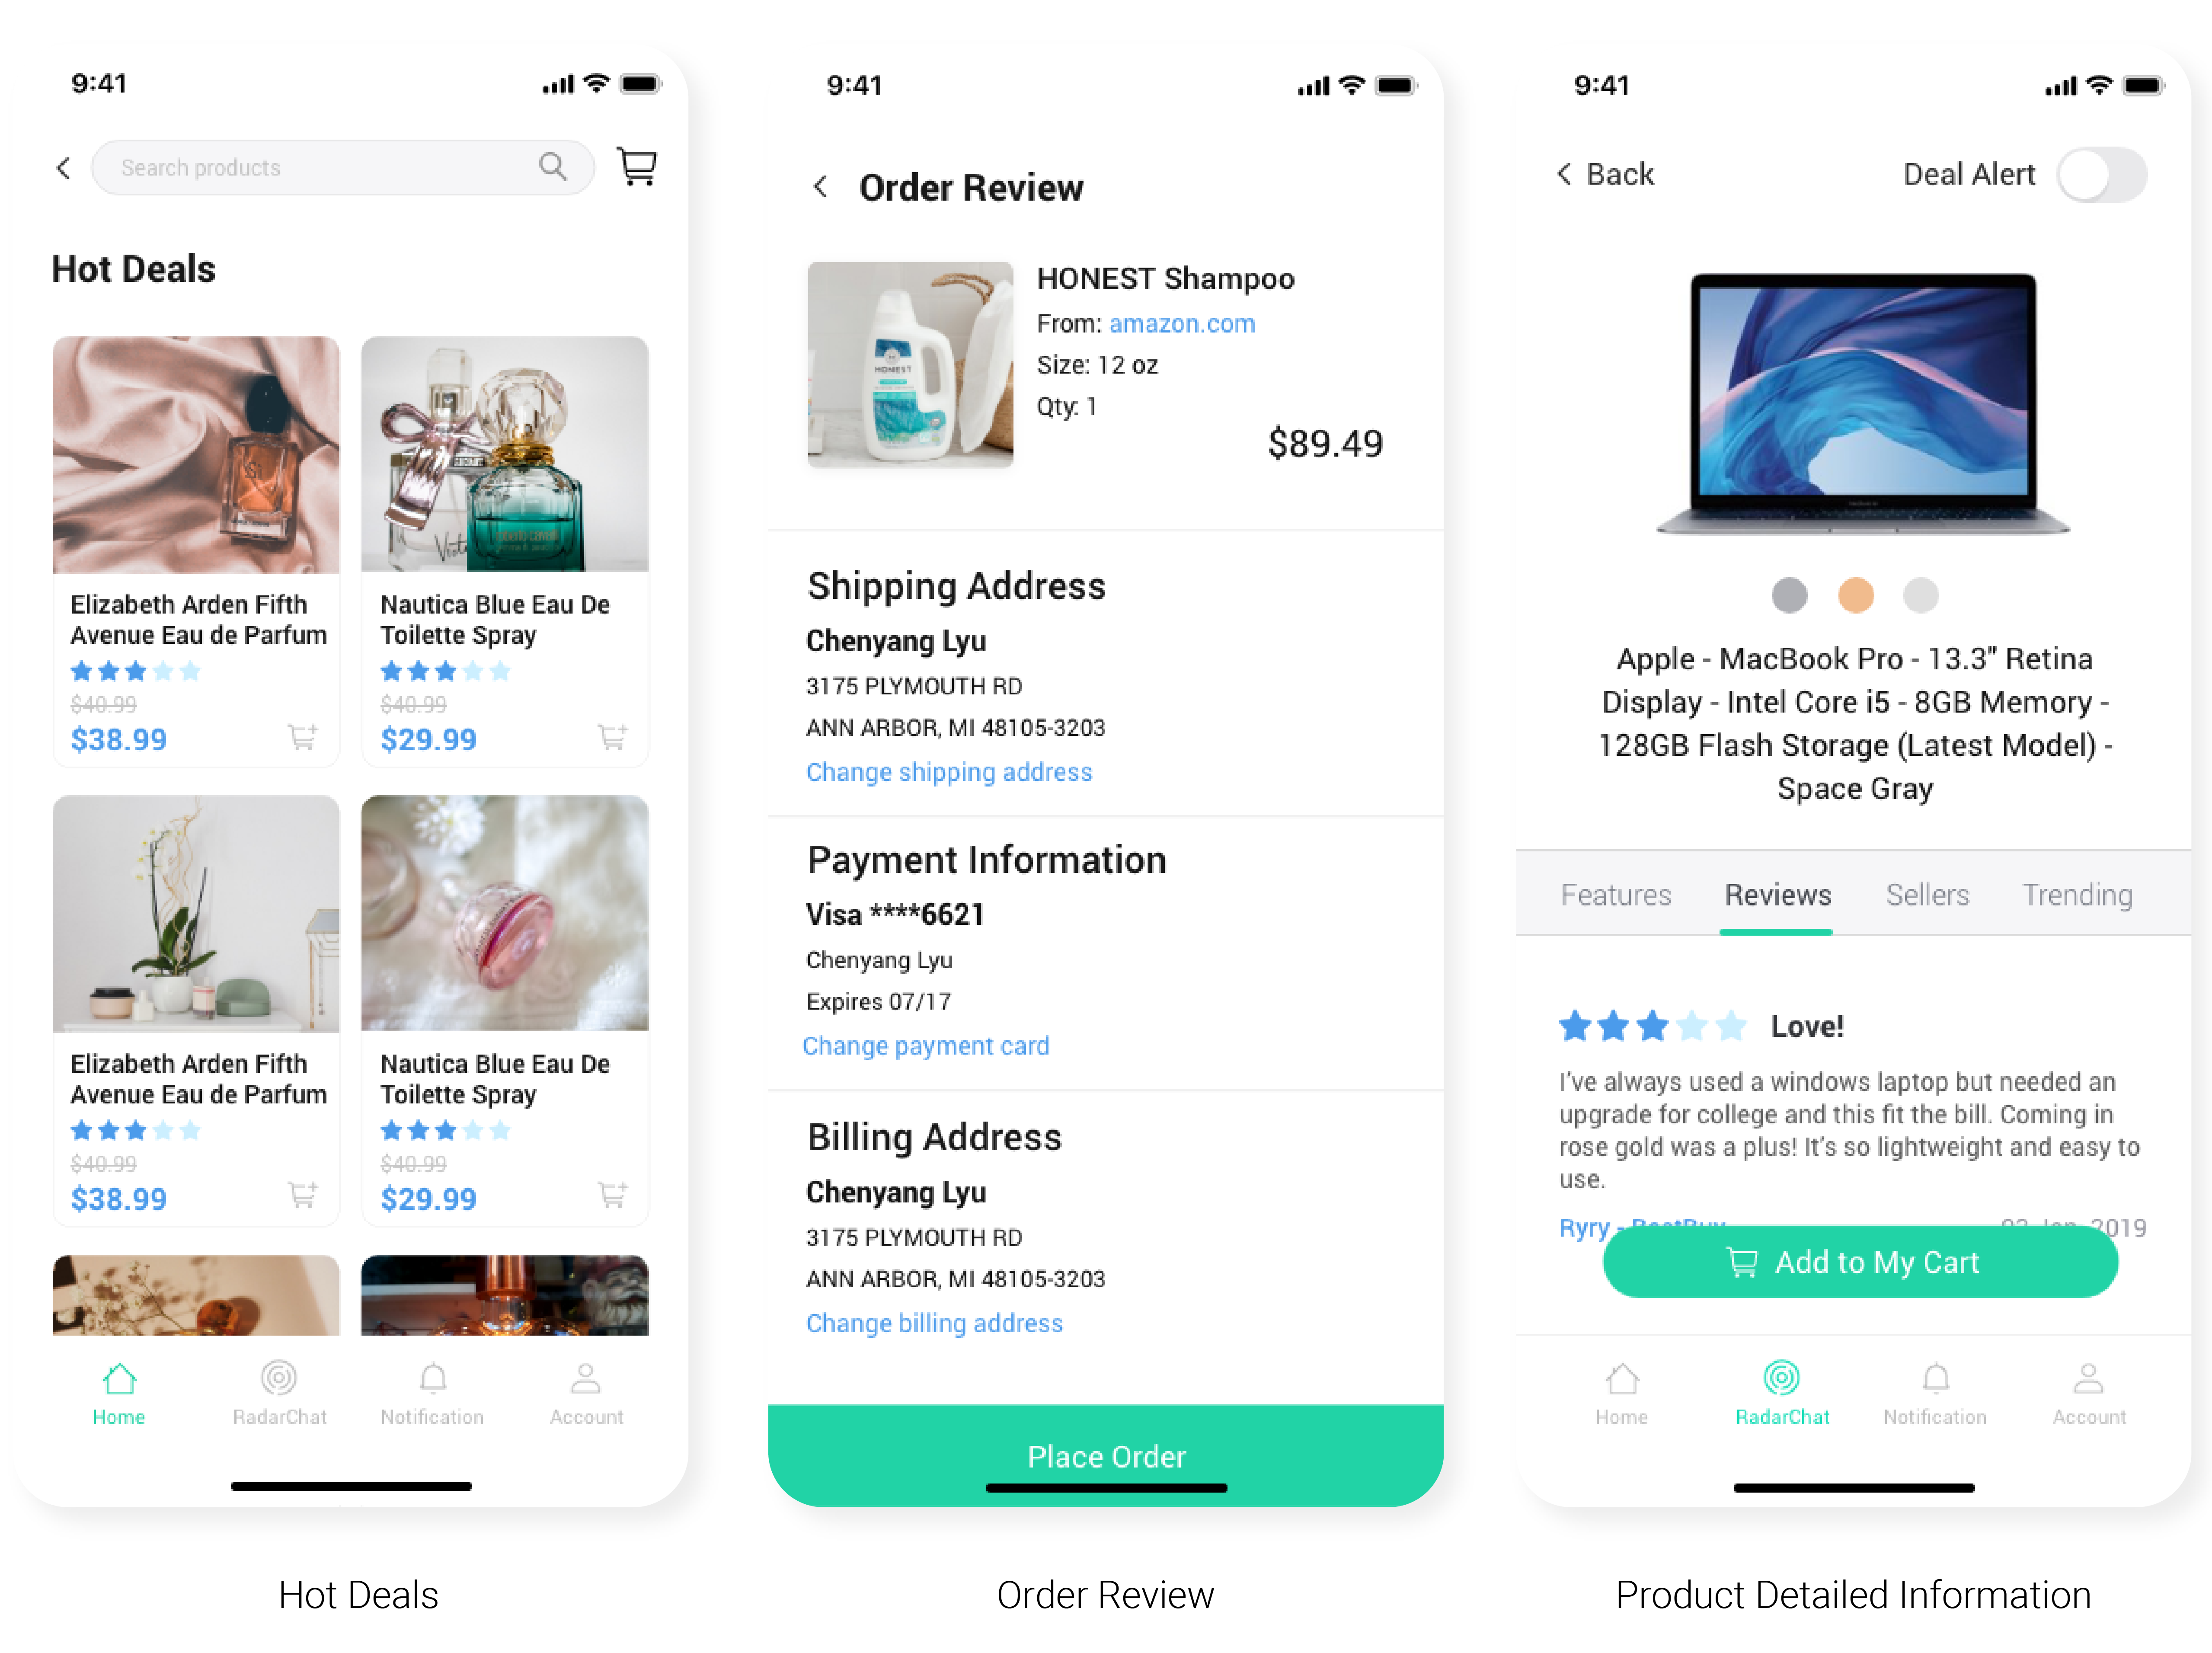 9:41
Search products
Hot Deals
Elizabeth Arden Fifth
Avenue Eau de Parfum
$40.99
$38.99
Nautica Blue Eau De
Toilette Spray
$40.99
$29.99
Elizabeth Arden Fifth
Avenue Eau de Parfum
$40.99
$38.99
Nautica Blue Eau De
Toilette Spray
$40.99
$29.99
Home
RadarChat
Notification
Account
Hot Deals
9:41
Order Review
HONEST
HONEST Shampoo
From: amazon.com
Size: 12 oz
Qty: 1
$89.49
Shipping Address
Chenyang Lyu
3175 PLYMOUTH RD
ANN ARBOR, MI 48105-3203
Change shipping address
Payment Information
Visa ****6621
Chenyang Lyu
Expires 07/17
Change payment card
Billing Address
Chenyang Lyu
3175 PLYMOUTH RD
ANN ARBOR, MI 48105-3203
Change billing address
Place Order
Order Review
9:41
Back
Deal Alert
Apple - MacBook Pro - 13.3" Retina
Display - Intel Core i5 - 8GB Memory -
128GB Flash Storage (Latest Model) -
Space Gray
Features
Reviews
Sellers
Trending
Love!
I've always used a windows laptop but needed an
upgrade for college and this fit the bill. Coming in
rose gold was a plus! It's so lightweight and easy to
use.
Ryry - BestBuy
2019
Add to My Cart
Home
RadarChat
Notification
Account
Product Detailed Information